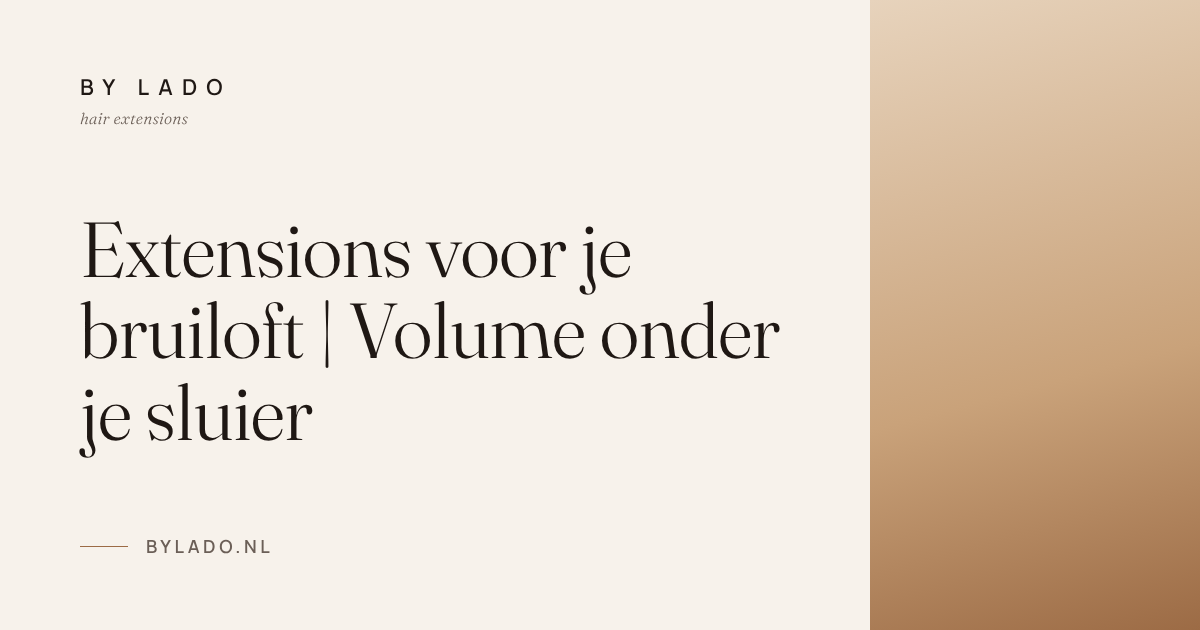 BY LADO
hair extensions
Extensions voor je
bruiloft | Volume onder
je sluier
BYLADO.NL